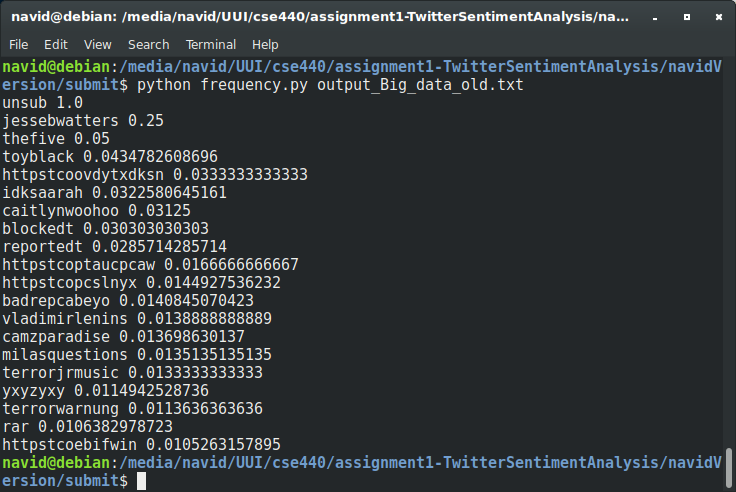 navid@debian: /media/navid/UUI/cse440/assignment1-TwitterSentimentAnalysis/na...
File Edit View Search Terminal Help
navid@debian:/media/navid/UUI/cse440/assignment1-TwitterSentimentAnalysis/navidV
ersion/submit$ python frequency.py output_Big_data_old.txt
unsub 1.0
jessebwatters 0.25
thefive 0.05
toyblack 0.0434782608696
httpstcoovdytxdksn 0.0333333333333
idksaarah 0.0322580645161
caitlynwoohoo 0.03125
blockedt 0.030303030303
reportedt 0.0285714285714
httpstcoptaucpcaw 0.0166666666667
httpstcopcslnyx 0.0144927536232
badrepcabeyo 0.0140845070423
vladimirlenins 0.0138888888889
camzparadise 0.013698630137
milasquestions 0.0135135135135
terrorjrmusic 0.0133333333333
yxyzyxy 0.0114942528736
terrorwarnung 0.0113636363636
rar 0.0106382978723
httpstcoebifwin 0.0105263157895
navid@debian:/media/navid/UUI/cse440/assignment1-TwitterSentimentAnalysis/navidV
ersion/submit$